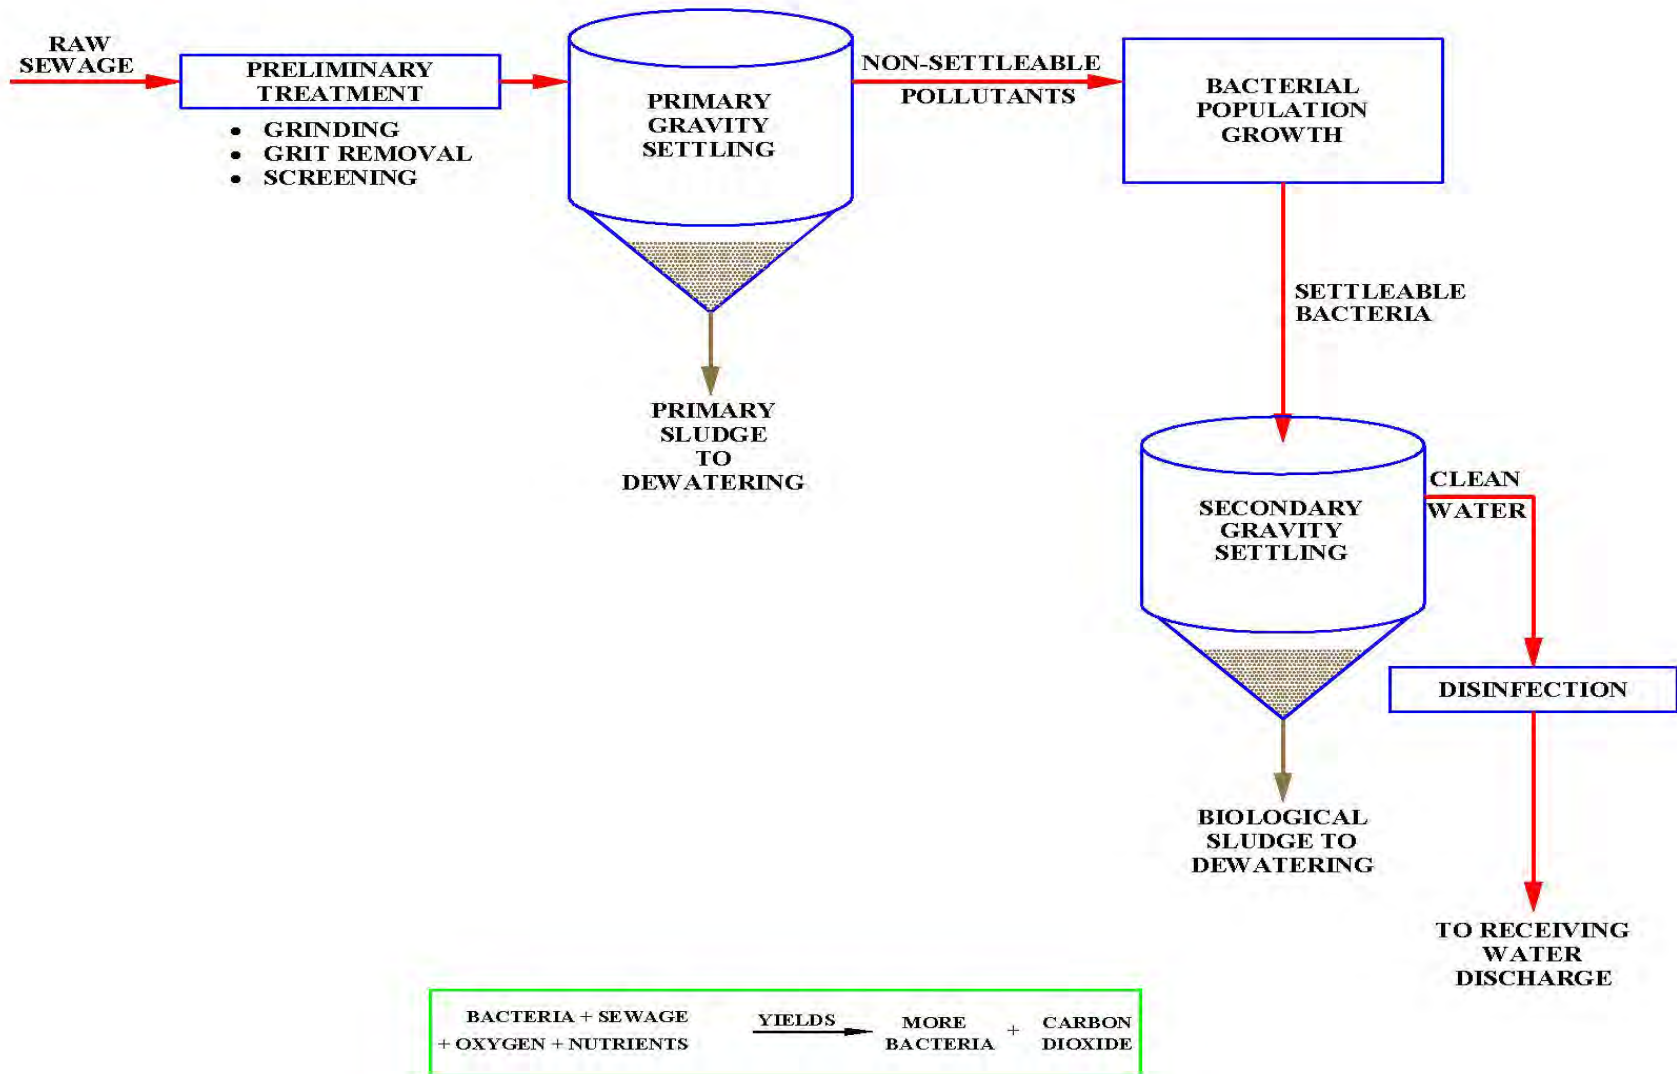 RAW
SEWAGE
PRELIMINARY
TREATMENT
• GRINDING
• GRIT REMOVAL
• SCREENING
PRIMARY
GRAVITY
SETTLING
NON-SETTLEABLE
POLLUTANTS
BACTERIAL
POPULATION
GROWTH
SETTLEABLE
BACTERIA
PRIMARY
SLUDGE
TO
DEWATERING
SECONDARY
GRAVITY
SETTLING
CLEAN
WATER
DISINFECTION
BIOLOGICAL
SLUDGE TO
DEWATERING
TO RECEIVING
WATER
DISCHARGE
BACTERIA + SEWAGE
+ OXYGEN + NUTRIENTS
YIELDS
MORE
BACTERIA
+
CARBON
DIOXIDE